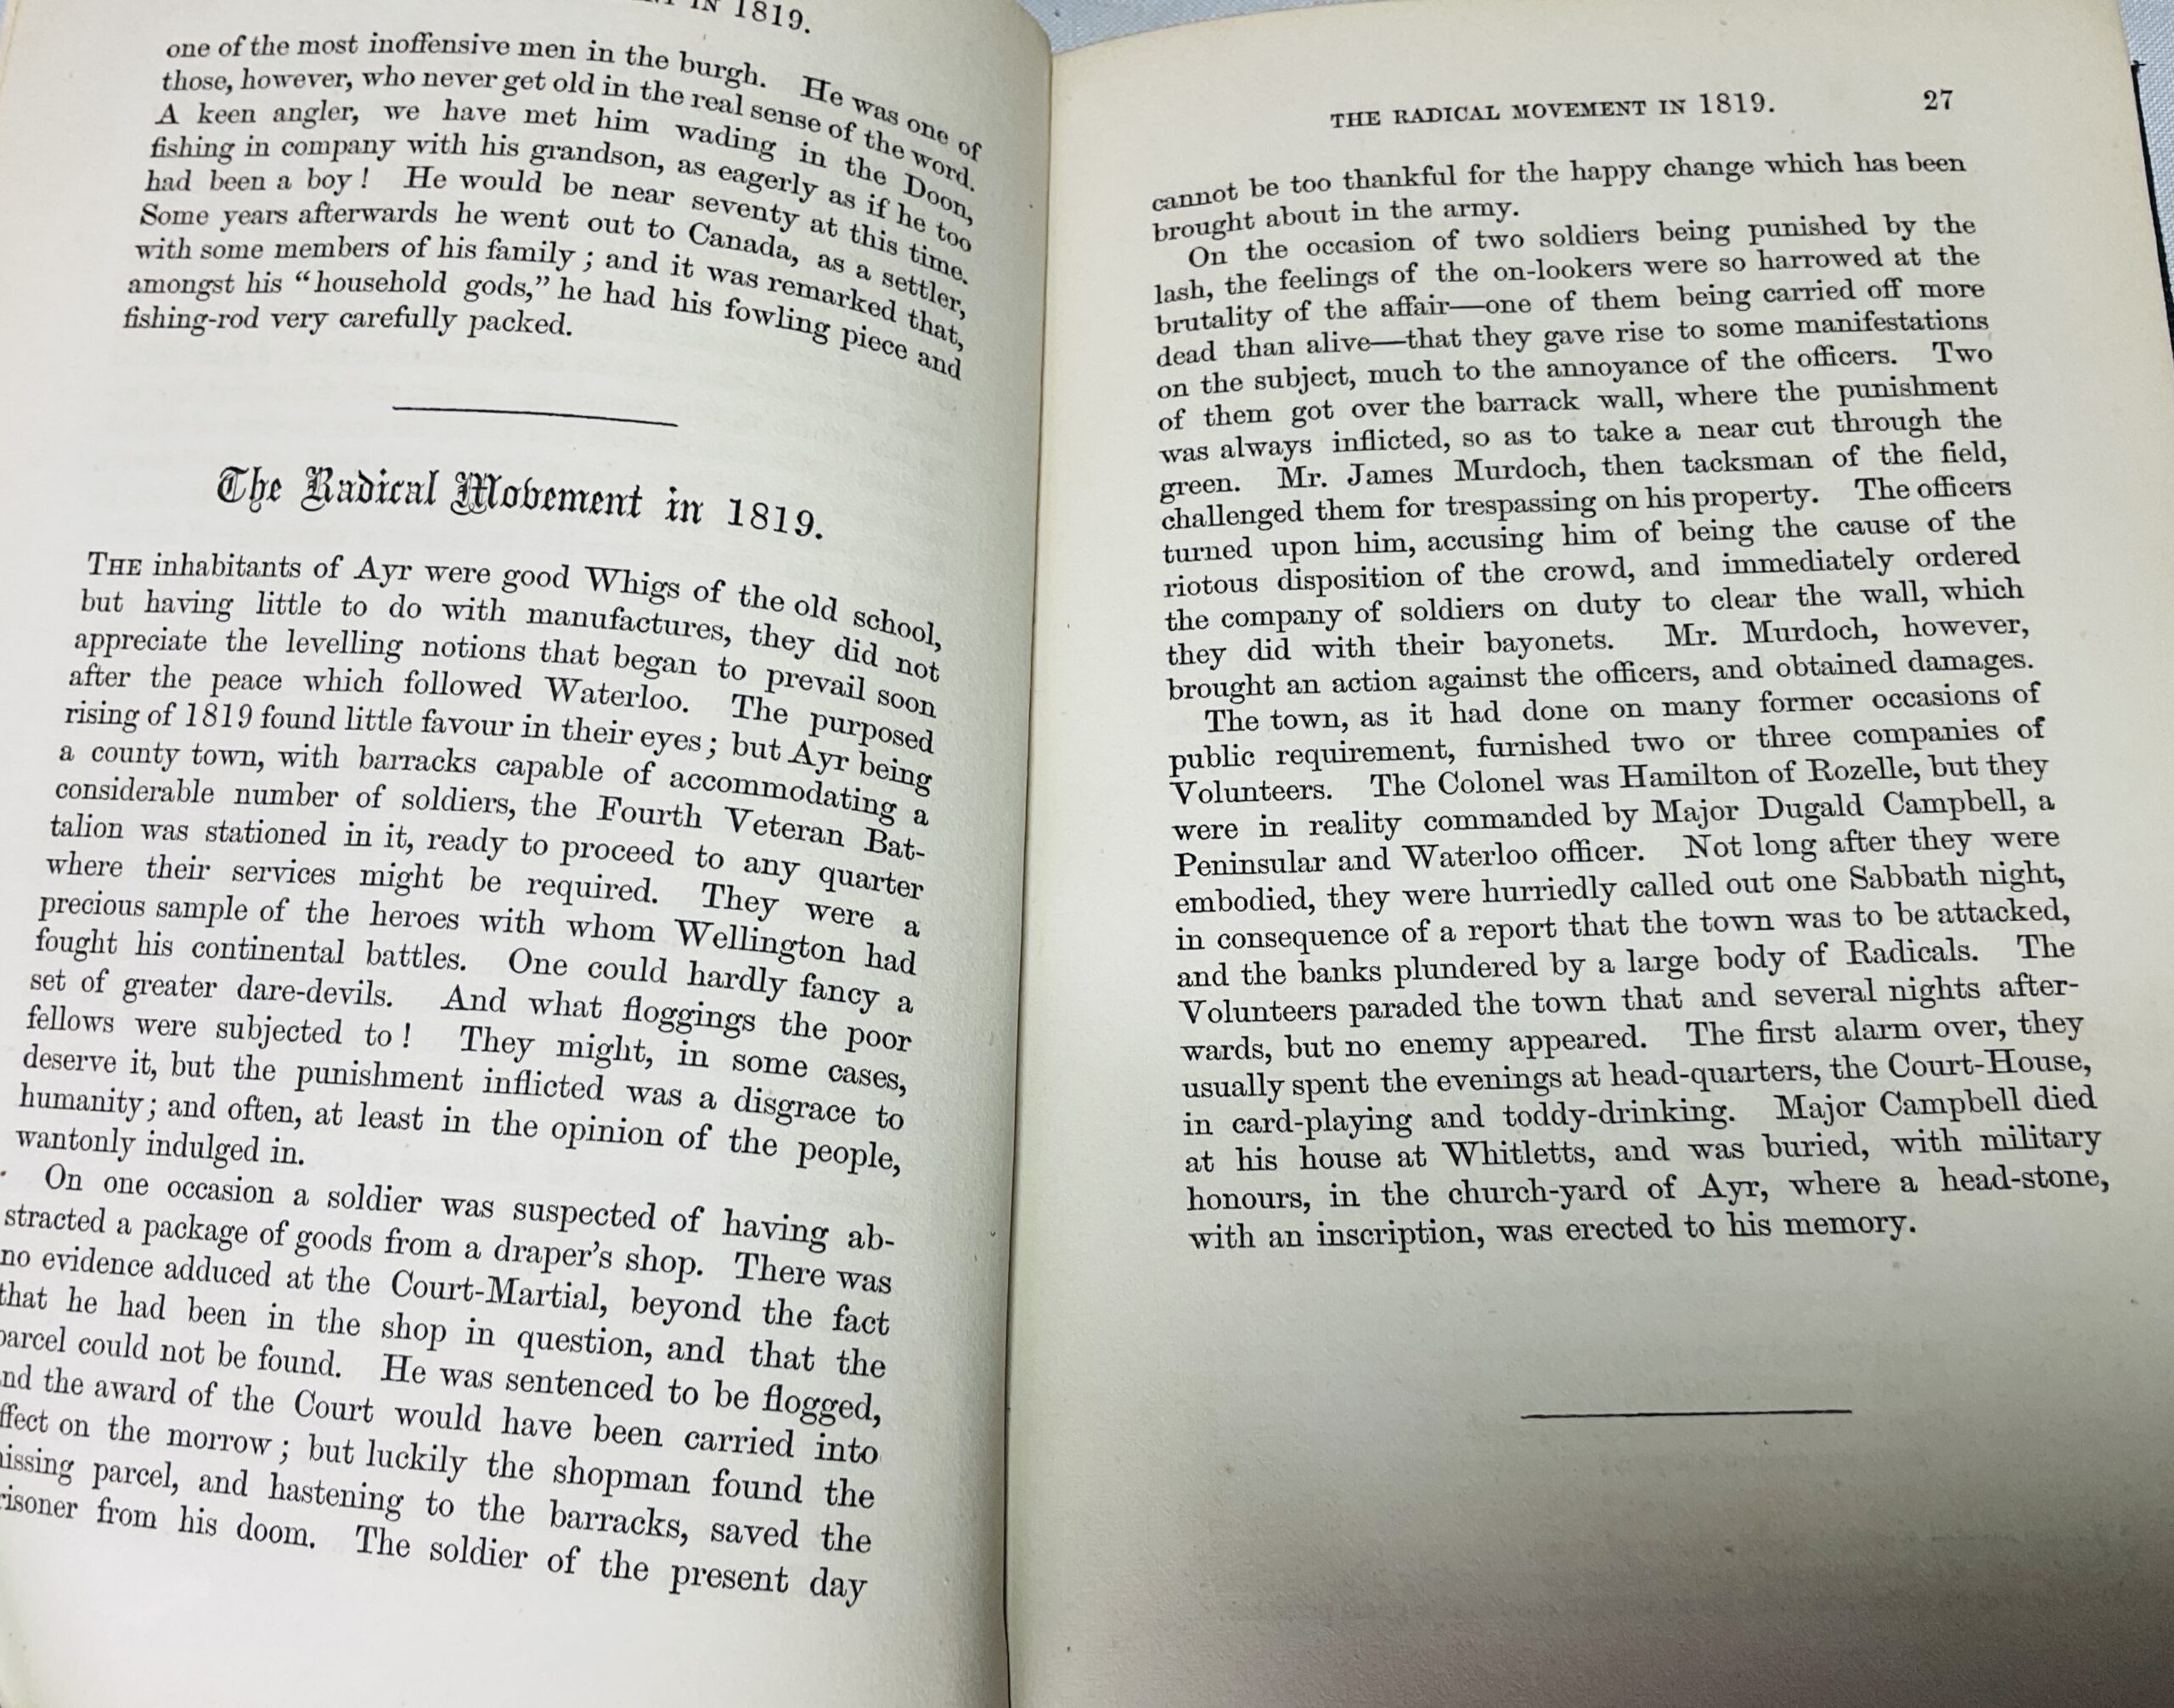 IN 1819.
one of the most inoffensive men in the burgh. He was one of
those, however, who never get old in the real sense of the word.
A keen angler, we have met him wading in the Doon,
fishing in company with his grandson, as eagerly as if he too
had been a boy! He would be near seventy at this time.
Some years afterwards he went out to Canada, as a settler,
with some members of his family; and it was remarked that,
amongst his "household gods," he had his fowling piece and
fishing-rod very carefully packed.
The Radical Movement in 1819.
THE inhabitants of Ayr were good Whigs of the old school,
but having little to do with manufactures, they did not
appreciate the levelling notions that began to prevail soon
after the peace which followed Waterloo. The purposed
rising of 1819 found little favour in their eyes; but Ayr being
a county town, with barracks capable of accommodating a
considerable number of soldiers, the Fourth Veteran Bat-
talion was stationed in it, ready to proceed to any quarter
where their services might be required. They were a
precious sample of the heroes with whom Wellington had
fought his continental battles. One could hardly fancy a
set of greater dare-devils. And what floggings the poor
fellows were subjected to! They might, in some cases,
deserve it, but the punishment inflicted was a disgrace to
humanity; and often, at least in the opinion of the people,
wantonly indulged in.
On one occasion a soldier was suspected of having ab-
stracted a package of goods from a draper's shop. There was
no evidence adduced at the Court-Martial, beyond the fact
that he had been in the shop in question, and that the
parcel could not be found. He was sentenced to be flogged,
nd the award of the Court would have been carried into
ffect on the morrow; but luckily the shopman found the
issing parcel, and hastening to the barracks, saved the
risoner from his doom. The soldier of the present day
THE RADICAL MOVEMENT IN 1819. 27
cannot be too thankful for the happy change which has been
brought about in the army.
On the occasion of two soldiers being punished by the
lash, the feelings of the on-lookers were so harrowed at the
brutality of the affair—one of them being carried off more
dead than alive—that they gave rise to some manifestations
on the subject, much to the annoyance of the officers. Two
of them got over the barrack wall, where the punishment
was always inflicted, so as to take a near cut through the
green. Mr. James Murdoch, then tacksman of the field,
challenged them for trespassing on his property. The officers
turned upon him, accusing him of being the cause of the
riotous disposition of the crowd, and immediately ordered
the company of soldiers on duty to clear the wall, which
they did with their bayonets. Mr. Murdoch, however,
brought an action against the officers, and obtained damages.
The town, as it had done on many former occasions of
public requirement, furnished two or three companies of
Volunteers. The Colonel was Hamilton of Rozelle, but they
were in reality commanded by Major Dugald Campbell, a
Peninsular and Waterloo officer. Not long after they were
embodied, they were hurriedly called out one Sabbath night,
in consequence of a report that the town was to be attacked,
and the banks plundered by a large body of Radicals. The
Volunteers paraded the town that and several nights after-
wards, but no enemy appeared. The first alarm over, they
usually spent the evenings at head-quarters, the Court-House,
in card-playing and toddy-drinking. Major Campbell died
at his house at Whitletts, and was buried, with military
honours, in the church-yard of Ayr, where a head-stone,
with an inscription, was erected to his memory.